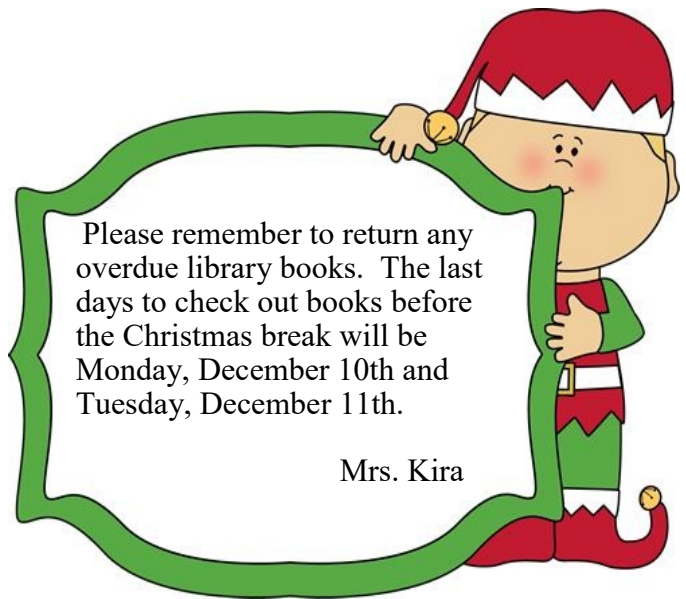 Please remember to return any
overdue library books.  The last
days to check out books before
the Christmas break will be
Monday, December 10th and
Tuesday, December 11th.
Mrs. Kira